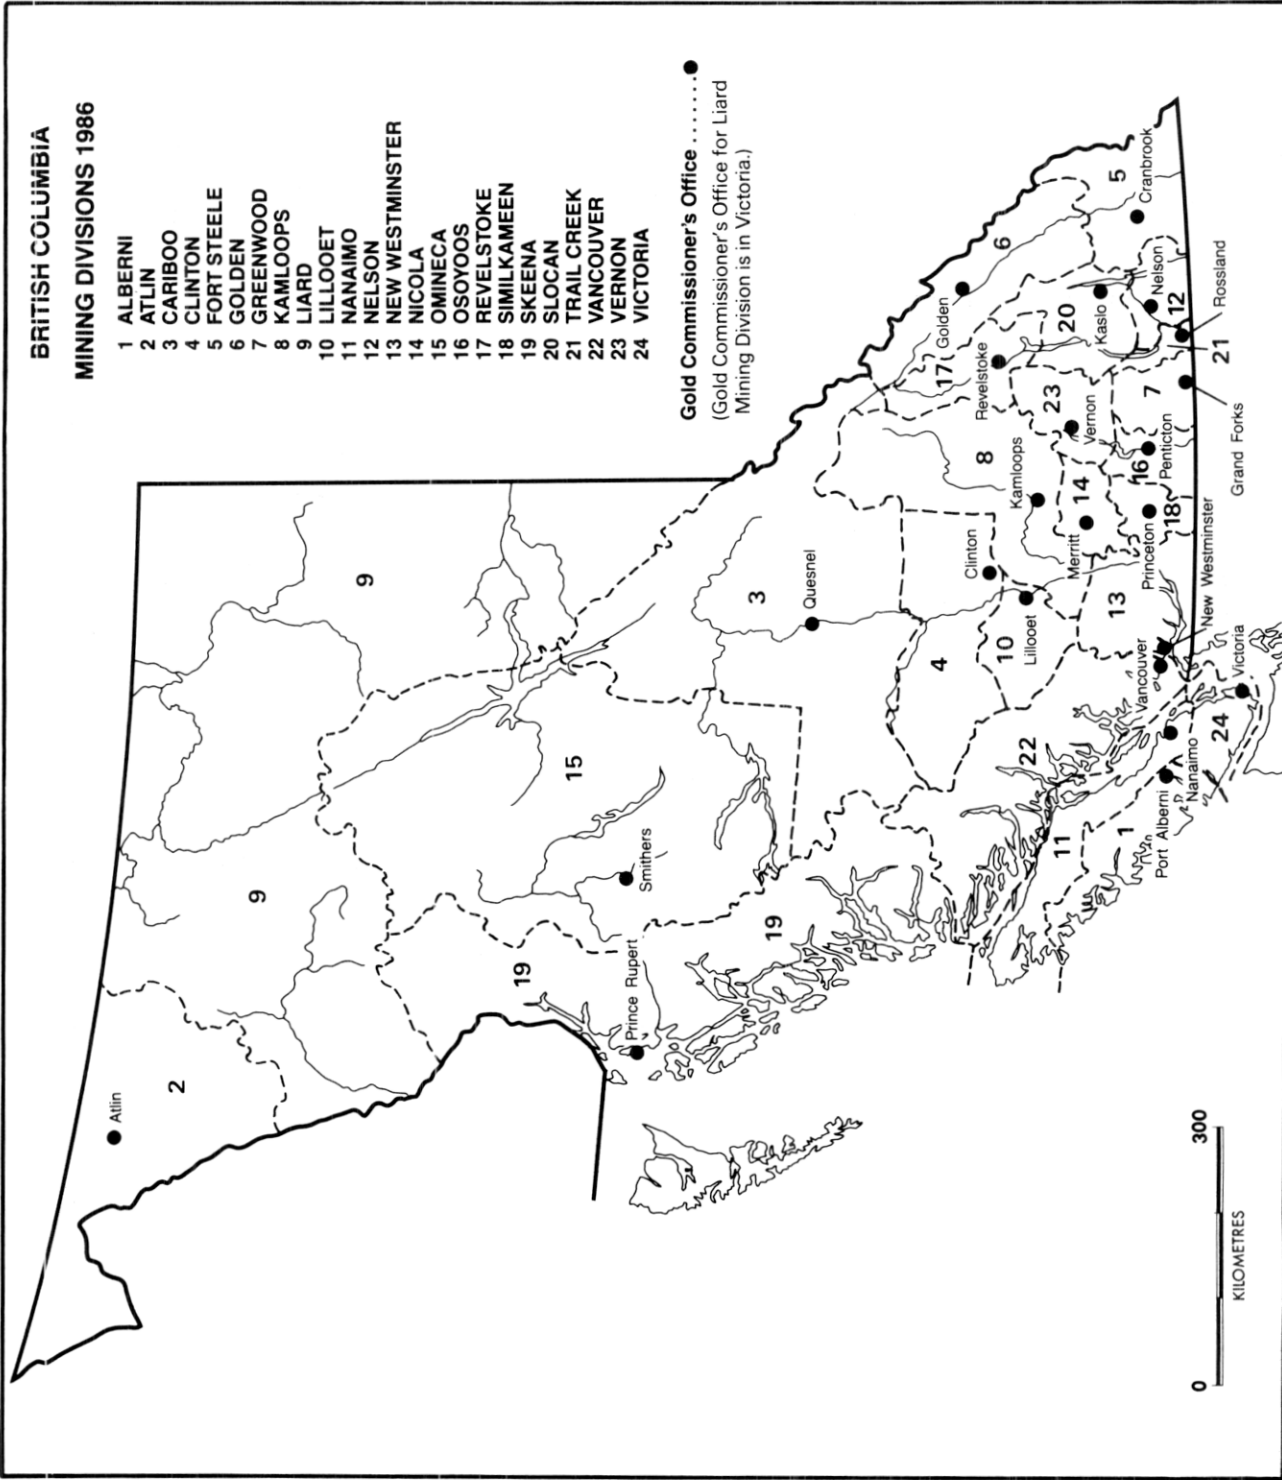 BRITISH COLUMBIA
MINING DIVISIONS 1986
1 ALBERNI
2 ATLIN
3 CARIBOO
4 CLINTON
5 FORT STEELE
6 GOLDEN
7 GREENWOOD
8 KAMLOOPS
9 LIARD
10 LILLOOET
11 NANAIMO
12 NELSON
13 NEW WESTMINSTER
14 NICOLA
15 OMINECA
16 OSOYOOS
17 REVELSTOKE
18 SIMILKAMEEN
19 SKEENA
20 SLOCAN
21 TRAIL CREEK
22 VANCOUVER
23 VERNON
24 VICTORIA
Gold Commissioner's Office ........
(Gold Commissioner's Office for Liard
Mining Division is in Victoria.)
Atlin
2
9
9
19
Prince Rupert
Smithers
15
19
3
Quesnel
4
Clinton
10
Lillooet
8
Kamloops
17
Golden
6
Revelstoke
23
Vernon
20
Kaslo
5
Cranbrook
Nelson
12
Rossland
21
7
Grand Forks
16
Penticton
14
Merritt
18
Princeton
13
New Westminster
Vancouver
22
11
1
Port Alberni
Nanaimo
24
Victoria
0
300
KILOMETRES